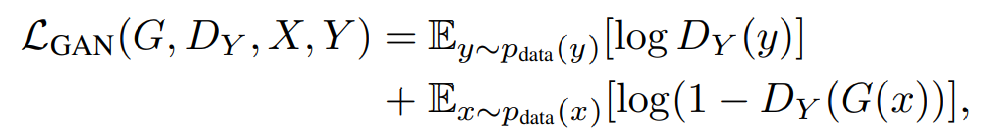 ℒ_GAN(G, D_Y, X, Y) = 𝔼_{y∼p_data(y)}[log D_Y(y)]
+ 𝔼_{x∼p_data(x)}[log(1 − D_Y(G(x))],